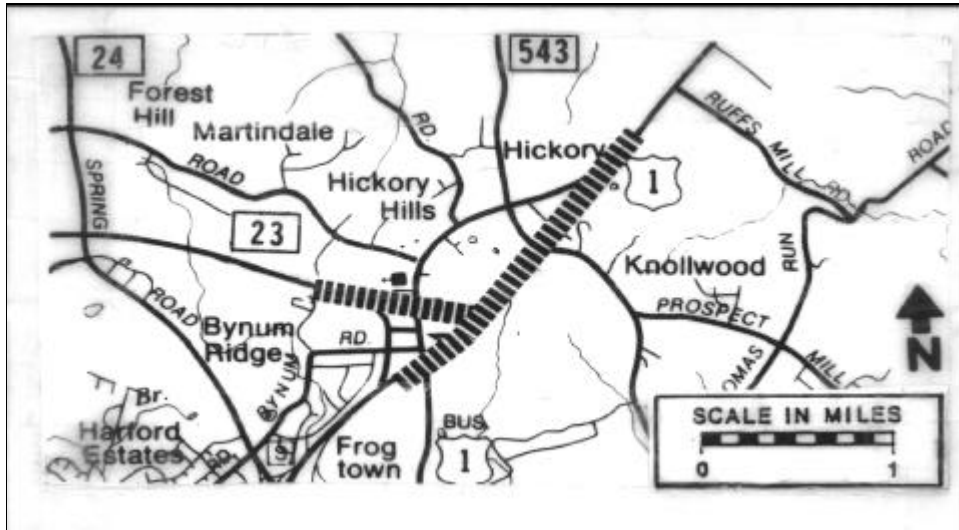 24
543
Forest
Hill
Martindale
ROAD
RD.
Hickory
RUFFS
MILL
RD.
ROAD
1
SPRING
Hickory
Hills
23
Knollwood
RUN
ROAD
Bynum
Ridge
RD.
BYNUM
PROSPECT
MILL
N
Br.
Harford
Estates
Frog
town
BUS.
1
SCALE IN MILES
0
1